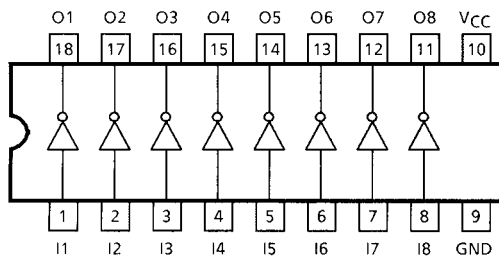 O1 O2 O3 O4 O5 O6 O7 O8 VCC
18 17 16 15 14 13 12 11 10
1 2 3 4 5 6 7 8 9
I1 I2 I3 I4 I5 I6 I7 I8 GND